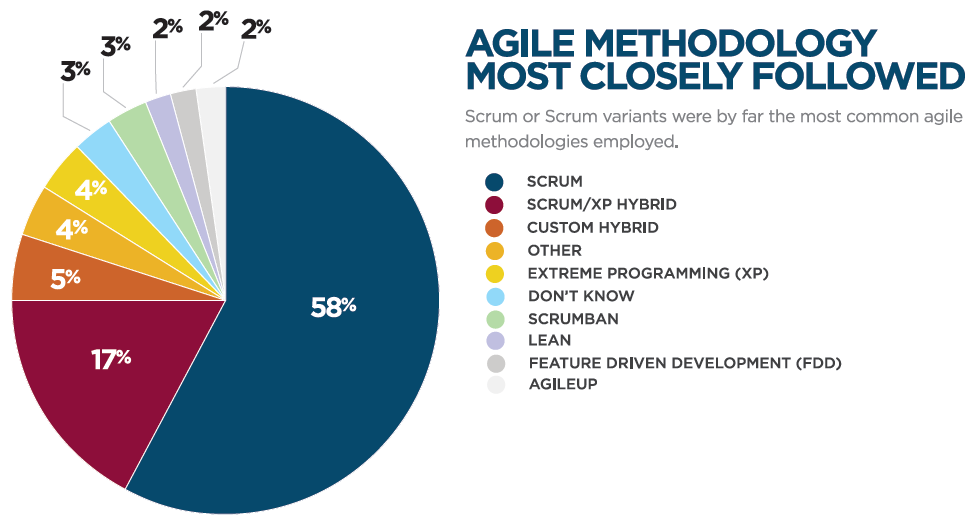 2%
2%
2%
3%
3%
4%
4%
5%
17%
58%
AGILE METHODOLOGY
MOST CLOSELY FOLLOWED
Scrum or Scrum variants were by far the most common agile
methodologies employed.
SCRUM
SCRUM/XP HYBRID
CUSTOM HYBRID
OTHER
EXTREME PROGRAMMING (XP)
DON'T KNOW
SCRUMBAN
LEAN
FEATURE DRIVEN DEVELOPMENT (FDD)
AGILEUP